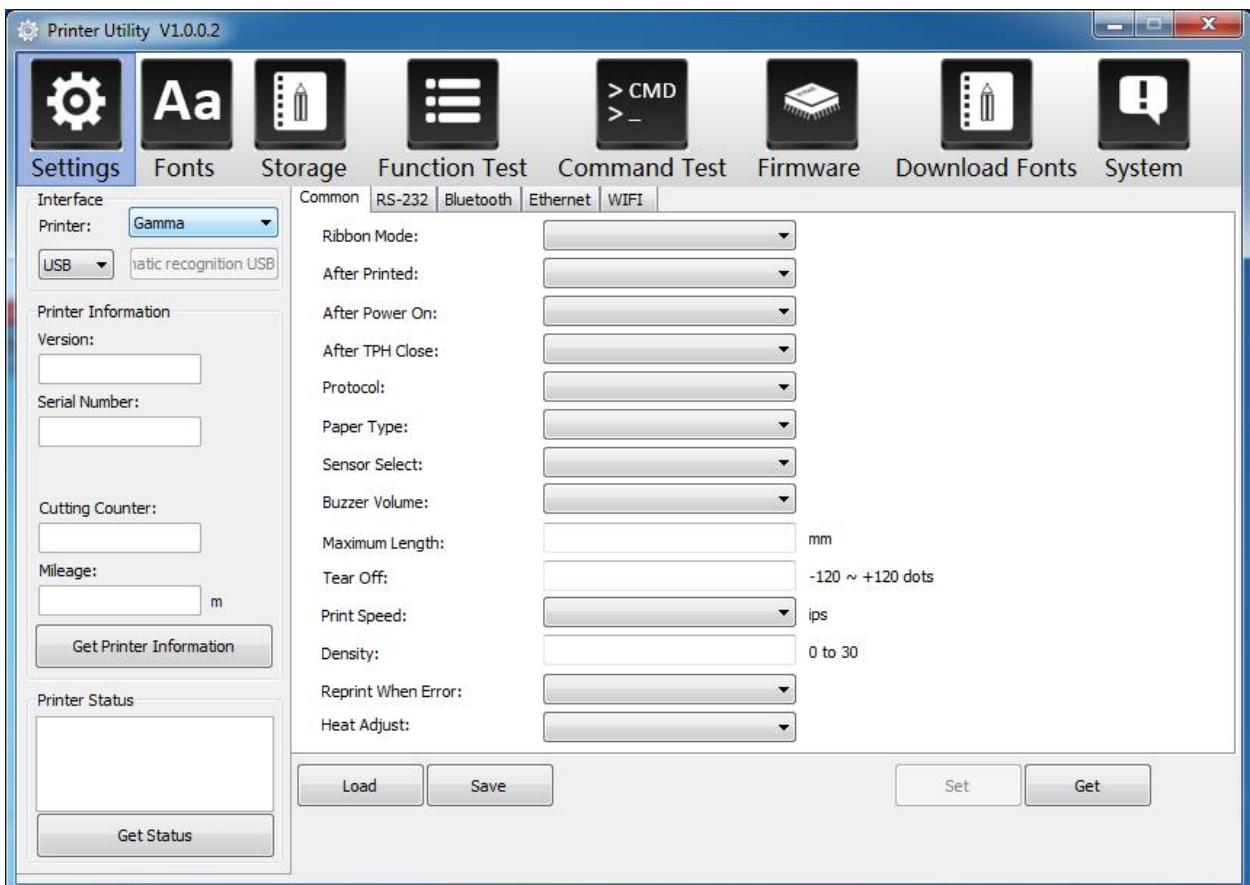 Printer Utility V1.0.0.2
> CMD
> _
Aa
Settings Fonts Storage Function Test Command Test Firmware Download Fonts System
Interface
Printer: Gamma
USB natic recognition USB
Printer Information
Version:
Serial Number:
Cutting Counter:
Mileage:
m
Get Printer Information
Printer Status
Get Status
Common RS-232 Bluetooth Ethernet WIFI
Ribbon Mode:
After Printed:
After Power On:
After TPH Close:
Protocol:
Paper Type:
Sensor Select:
Buzzer Volume:
Maximum Length: mm
Tear Off: -120 ~ +120 dots
Print Speed: ips
Density: 0 to 30
Reprint When Error:
Heat Adjust:
Load Save Set Get